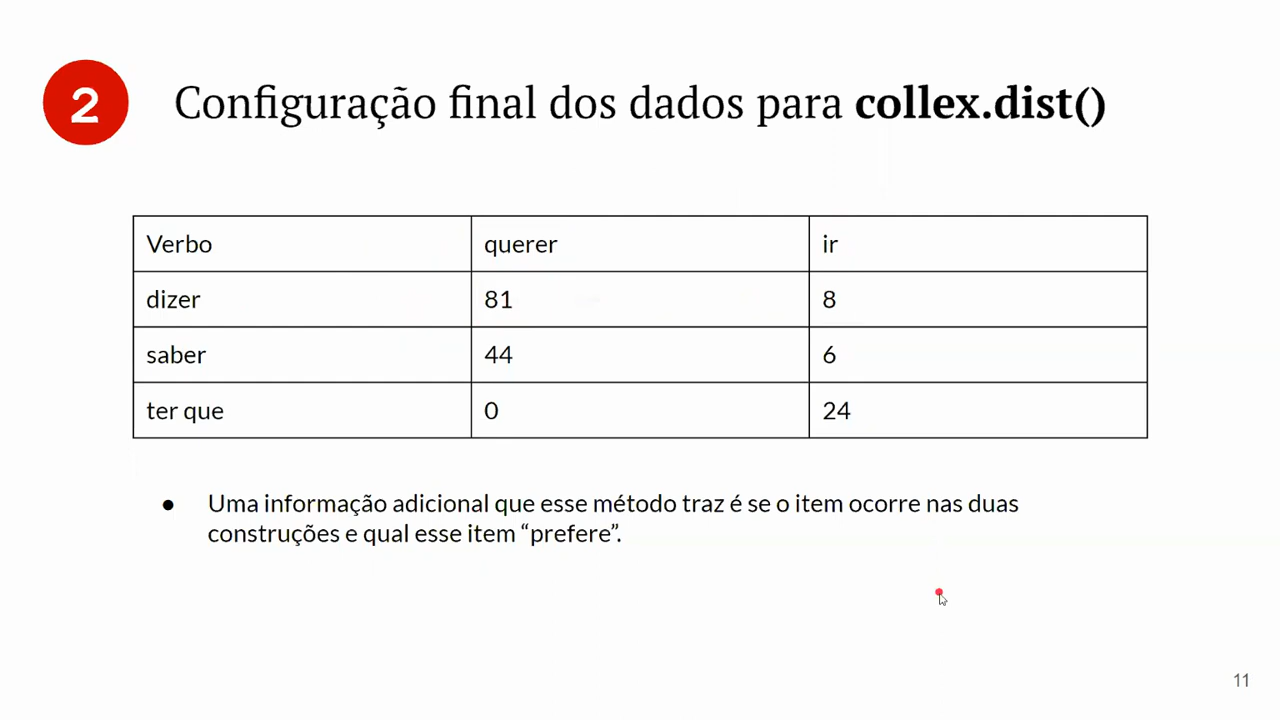 2
Configuração final dos dados para collex.dist()
Verbo querer ir
dizer 81 8
saber 44 6
ter que 0 24
● Uma informação adicional que esse método traz é se o item ocorre nas duas
construções e qual esse item “prefere”.
11